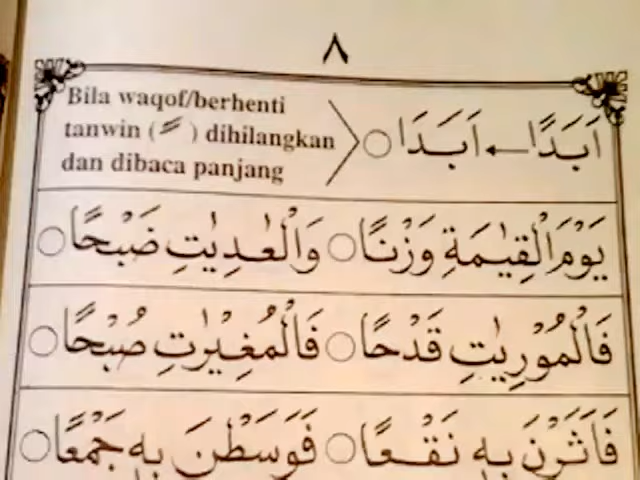 ٨
Bila waqof/berhenti
tanwin ( ـً ) dihilangkan
dan dibaca panjang
اَبَدًا ← اَبَدَا ○
يَوْمَ الْقِيٰمَةِ وَزْنًا ○ وَالْعٰدِيٰتِ ضَبْحًا ○
فَالْمُوْرِيٰتِ قَدْحًا ○ فَالْمُغِيْرٰتِ صُبْحًا ○
فَاَثَرْنَ بِهٖ نَقْعًا ○ فَوَسَطْنَ بِهٖ جَمْعًا ○